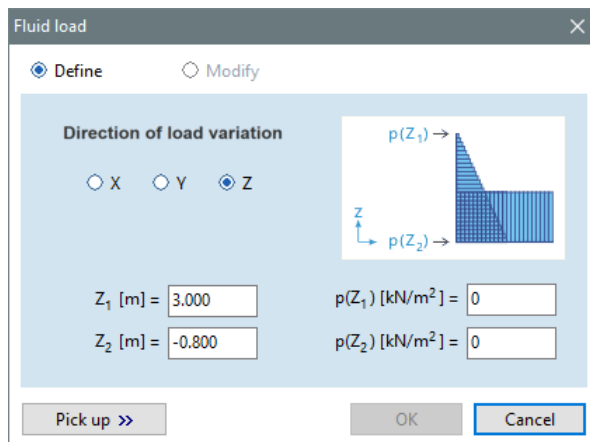 Fluid load
Define Modify
Direction of load variation
X Y Z
p(Z₁)
z
p(Z₂)
Z₁ [m] = 3.000 p(Z₁) [kN/m²] = 0
Z₂ [m] = -0.800 p(Z₂) [kN/m²] = 0
Pick up >> OK Cancel